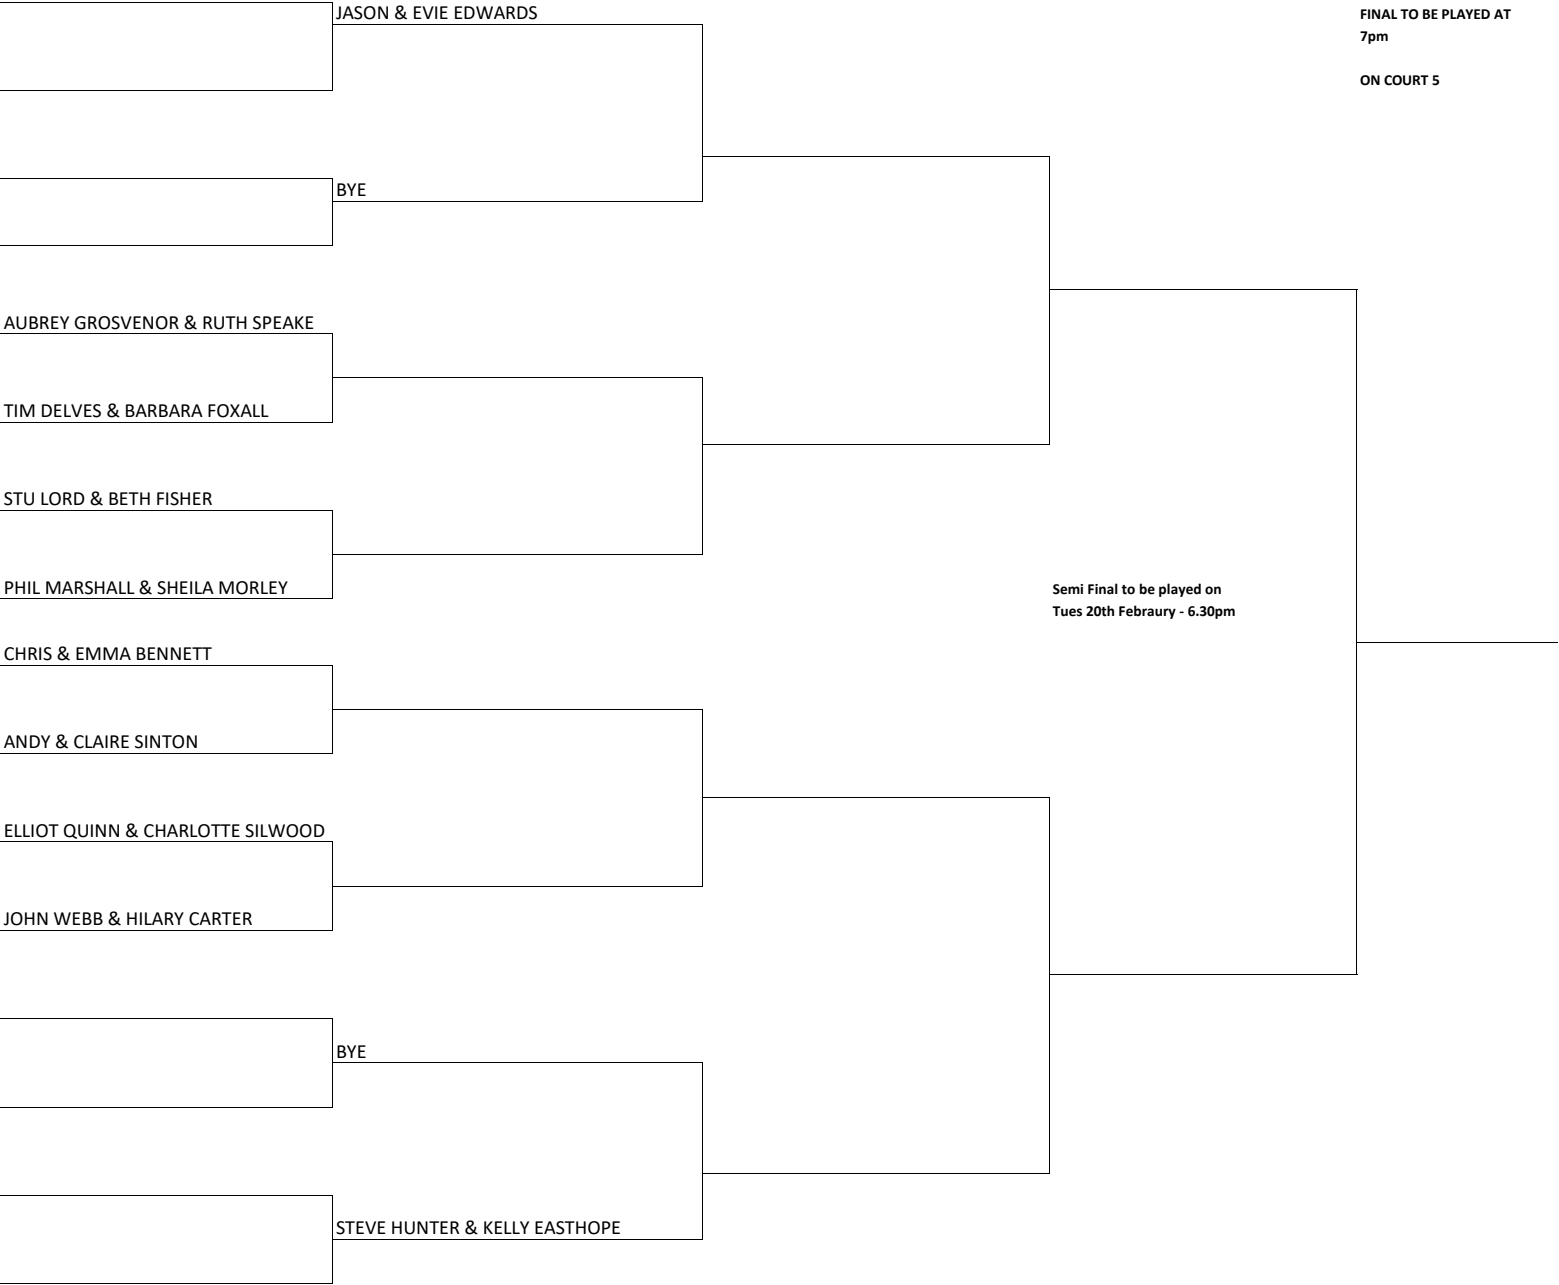 JASON & EVIE EDWARDS
FINAL TO BE PLAYED AT
7pm
ON COURT 5
BYE
AUBREY GROSVENOR & RUTH SPEAKE
TIM DELVES & BARBARA FOXALL
STU LORD & BETH FISHER
PHIL MARSHALL & SHEILA MORLEY
Semi Final to be played on
Tues 20th Febraury - 6.30pm
CHRIS & EMMA BENNETT
ANDY & CLAIRE SINTON
ELLIOT QUINN & CHARLOTTE SILWOOD
JOHN WEBB & HILARY CARTER
BYE
STEVE HUNTER & KELLY EASTHOPE